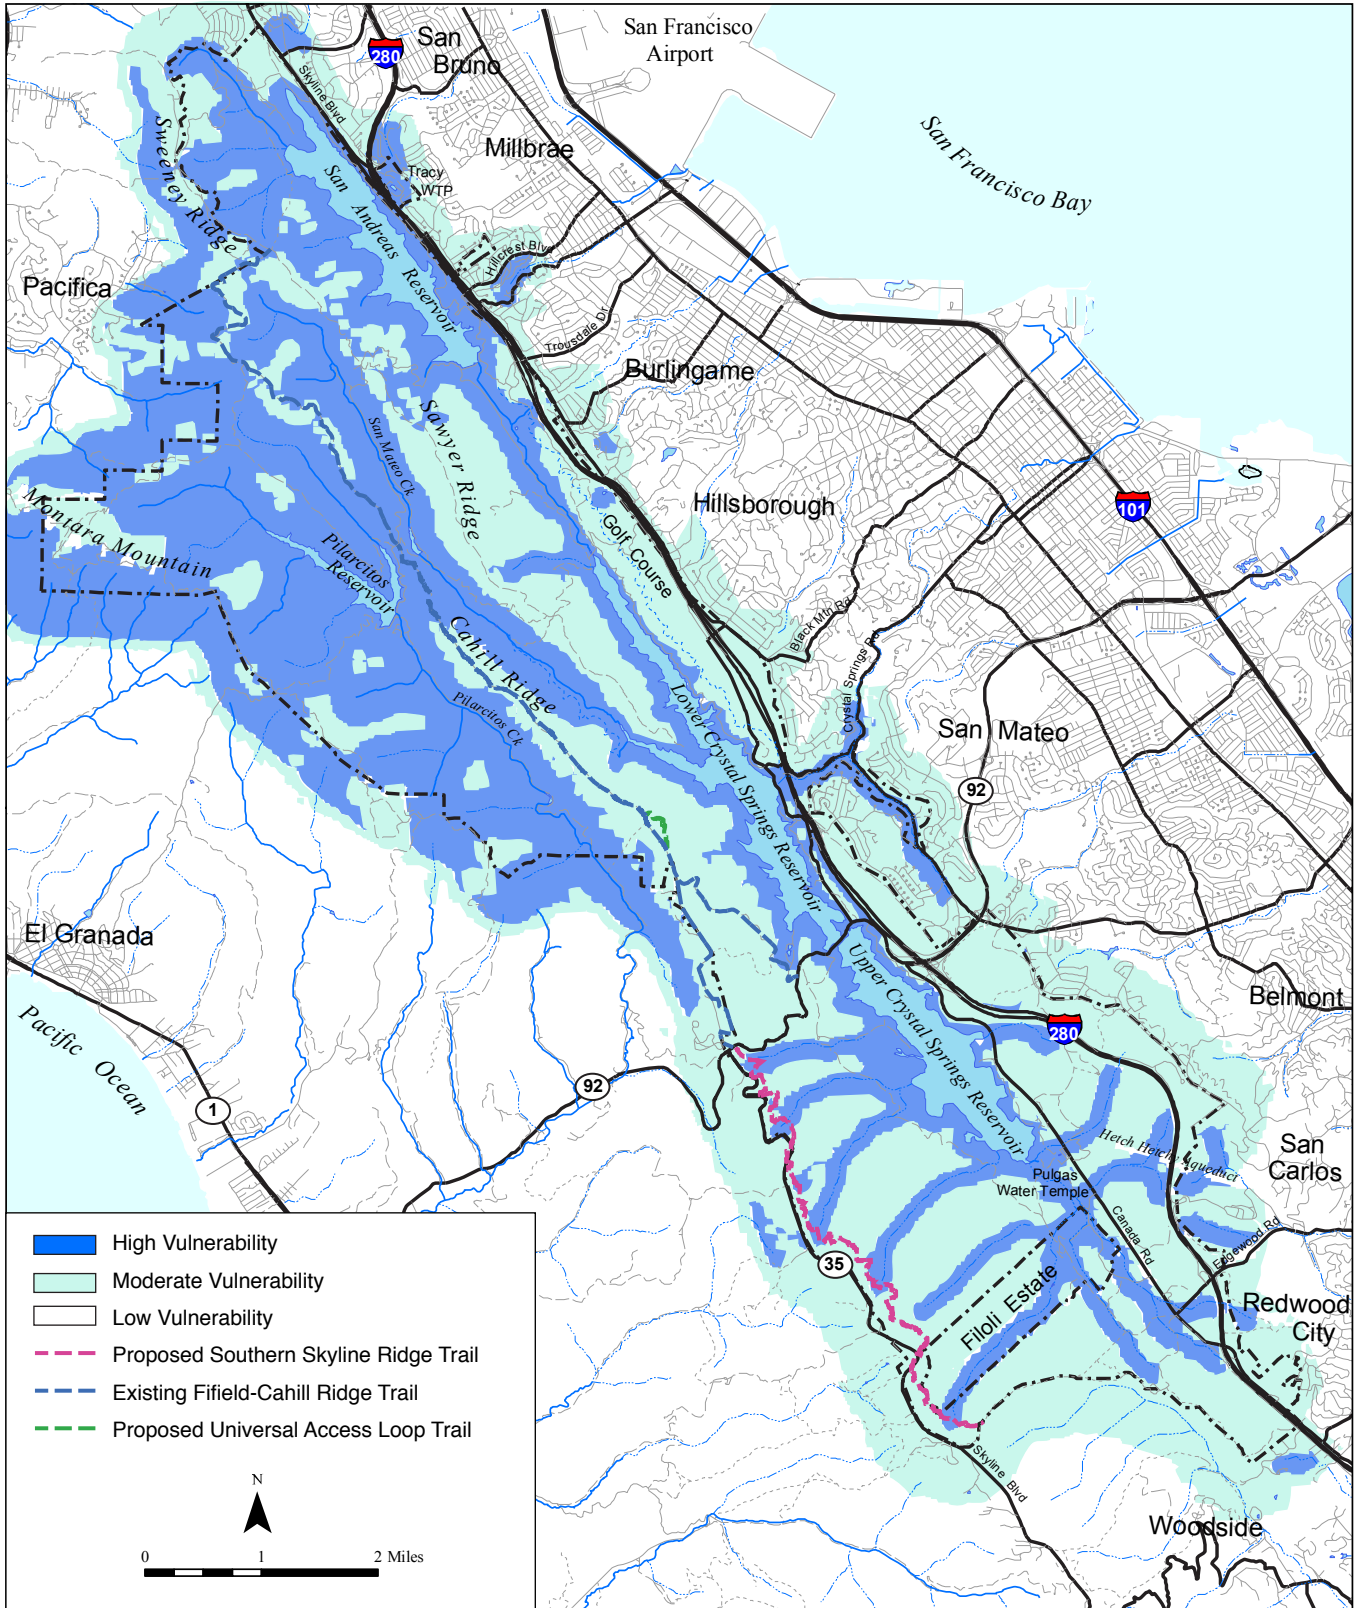 San Francisco
Airport
San
Bruno
280
Skyline Blvd
San Francisco Bay
Millbrae
Tracy
WTP
Sweeney Ridge
San Andreas Reservoir
Hillcrest Blvd
Pacifica
Trousdale Dr
Burlingame
Sawyer Ridge
San Mateo Ck
Hillsborough
101
Golf Course
Montara Mountain
Pilarcitos
Reservoir
Cahill Ridge
Black Mtn Rd
Crystal Springs Rd
Pilarcitos Ck
Lower Crystal Springs Reservoir
San Mateo
92
El Granada
Upper Crystal Springs Reservoir
Belmont
280
Pacific Ocean
92
1
Hetch Hetchy Aqueduct
San
Carlos
Pulgas
Water Temple
Canada Rd
Edgewood Rd
35
Filoli Estate
Redwood
City
Skyline Blvd
Woodside
High Vulnerability
Moderate Vulnerability
Low Vulnerability
Proposed Southern Skyline Ridge Trail
Existing Fifield-Cahill Ridge Trail
Proposed Universal Access Loop Trail
N
0 1 2 Miles